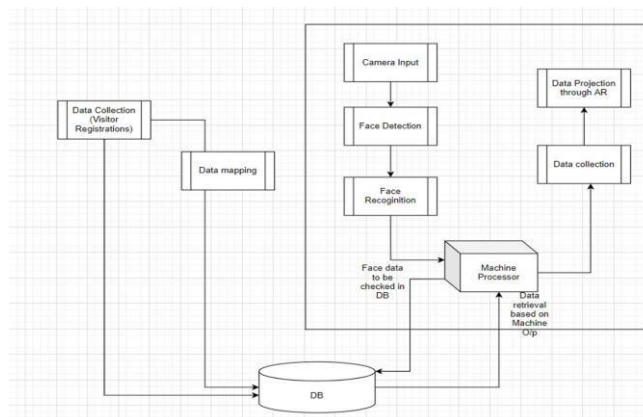 Camera Input
Data Projection
through AR
Data Collection
(Visitor
Registrations)
Face Detection
Data mapping
Data collection
Face
Recoginition
Face data
to be
checked in
DB
Machine
Processor
Data
retrieval
based on
Machine
O/p
DB